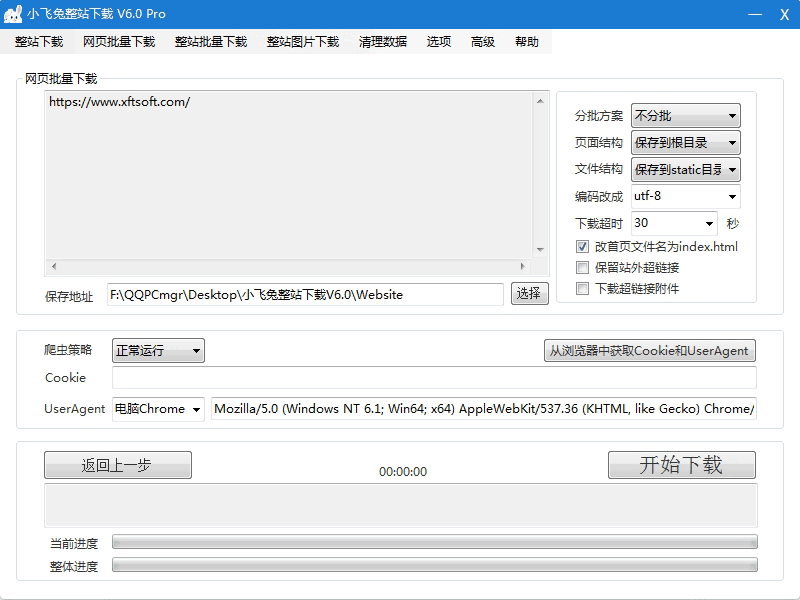 小飞兔整站下载 V6.0 Pro
整站下载 网页批量下载 整站批量下载 整站图片下载 清理数据 选项 高级 帮助
网页批量下载
https://www.xftsoft.com/
分批方案 不分批
页面结构 保存到根目录
文件结构 保存到static目录
编码改成 utf-8
下载超时 30 秒
改首页文件名为index.html
保留站外超链接
下载超链接附件
保存地址 F:\QQPCmgr\Desktop\小飞兔整站下载V6.0\Website 选择
爬虫策略 正常运行 从浏览器中获取Cookie和UserAgent
Cookie
UserAgent 电脑Chrome Mozilla/5.0 (Windows NT 6.1; Win64; x64) AppleWebKit/537.36 (KHTML, like Gecko) Chrome/
返回上一步 00:00:00 开始下载
当前进度
整体进度